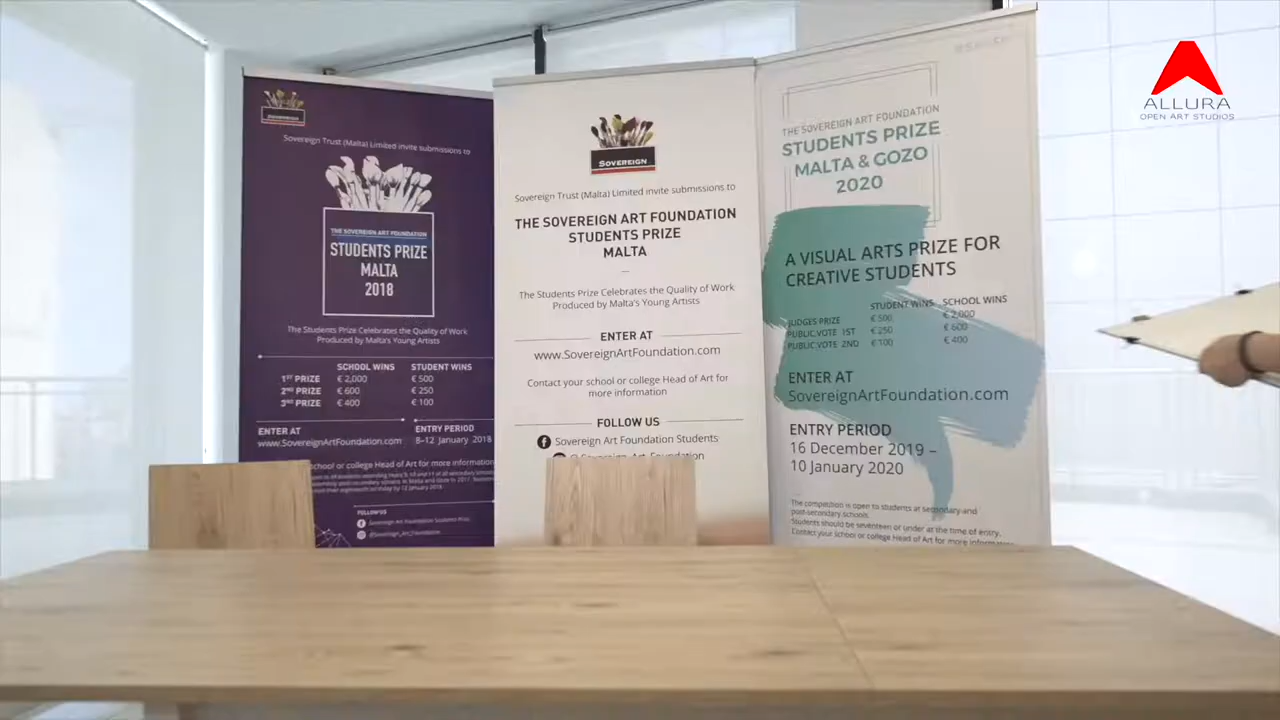 SOVEREIGN
Sovereign Trust (Malta) Limited invite submissions to
THE SOVEREIGN ART FOUNDATION
STUDENTS PRIZE
MALTA
2018
The Students Prize Celebrates the Quality of Work
Produced by Malta's Young Artists
SCHOOL WINS STUDENT WINS
1ST PRIZE € 2,000 € 500
2ND PRIZE € 600 € 250
3RD PRIZE € 400 € 100
ENTER AT ENTRY PERIOD
www.SovereignArtFoundation.com 8-12 January 2018
school or college Head of Art for more information
FOLLOW US
Sovereign Art Foundation Students Prize
@Sovereign_Art_Foundation
SOVEREIGN
Sovereign Trust (Malta) Limited invite submissions to
THE SOVEREIGN ART FOUNDATION
STUDENTS PRIZE
MALTA
The Students Prize Celebrates the Quality of Work
Produced by Malta's Young Artists
ENTER AT
www.SovereignArtFoundation.com
Contact your school or college Head of Art for
more information
FOLLOW US
Sovereign Art Foundation Students
THE SOVEREIGN ART FOUNDATION
STUDENTS PRIZE
MALTA & GOZO
2020
A VISUAL ARTS PRIZE FOR
CREATIVE STUDENTS
STUDENT WINS SCHOOL WINS
JUDGES PRIZE € 500 € 2,000
PUBLIC VOTE 1ST € 250 € 600
PUBLIC VOTE 2ND € 100 € 400
ENTER AT
SovereignArtFoundation.com
ENTRY PERIOD
16 December 2019 –
10 January 2020
The competition is open to students at secondary and
post-secondary schools.
Students should be seventeen or under at the time of entry.
Contact your school or college Head of Art for more information
ALLURA
OPEN ART STUDIOS